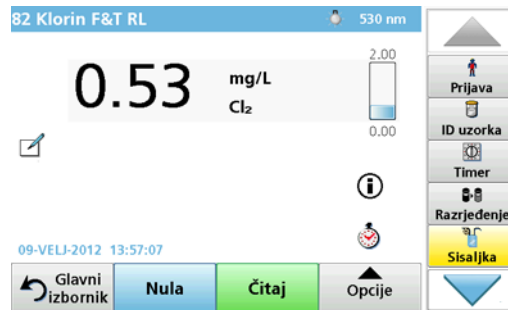 82 Klorin F&T RL
530 nm
2.00
0.53
mg/L
Cl₂
0.00
09-VELJ-2012 13:57:07
Glavni
izbornik
Nula
Čitaj
Opcije
Prijava
ID uzorka
Timer
Razrjeđenje
Sisaljka